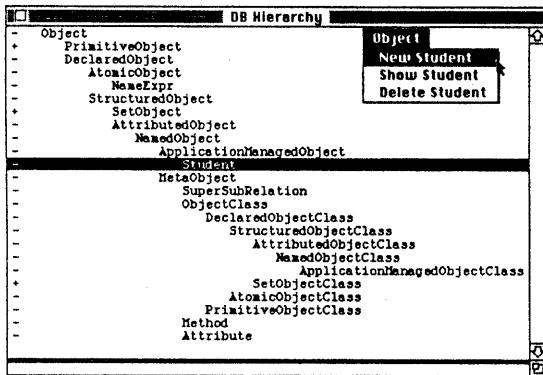 DB Hierarchy
- Object
+ PrimitiveObject
- DeclaredObject
- AtomicObject
- NameExpr
- StructuredObject
+ SetObject
- AttributedObject
- NamedObject
- ApplicationManagedObject
- Student
- MetaObject
- SuperSubRelation
- ObjectClass
- DeclaredObjectClass
- StructuredObjectClass
- AttributedObjectClass
- NamedObjectClass
- ApplicationManagedObjectClass
+ SetObjectClass
- AtomicObjectClass
- PrimitiveObjectClass
- Method
- Attribute
Object
New Student
Show Student
Delete Student